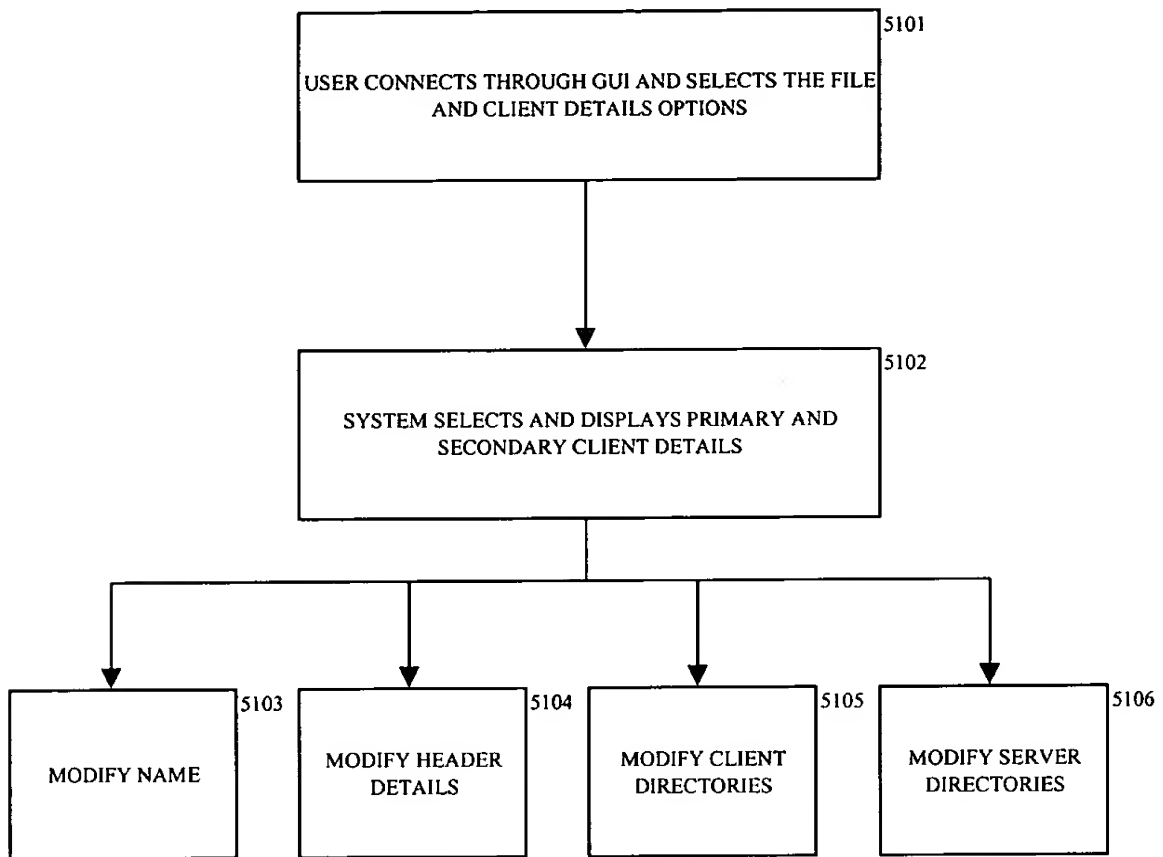 5101
USER CONNECTS THROUGH GUI AND SELECTS THE FILE
AND CLIENT DETAILS OPTIONS
5102
SYSTEM SELECTS AND DISPLAYS PRIMARY AND
SECONDARY CLIENT DETAILS
5103
MODIFY NAME
5104
MODIFY HEADER
DETAILS
5105
MODIFY CLIENT
DIRECTORIES
5106
MODIFY SERVER
DIRECTORIES